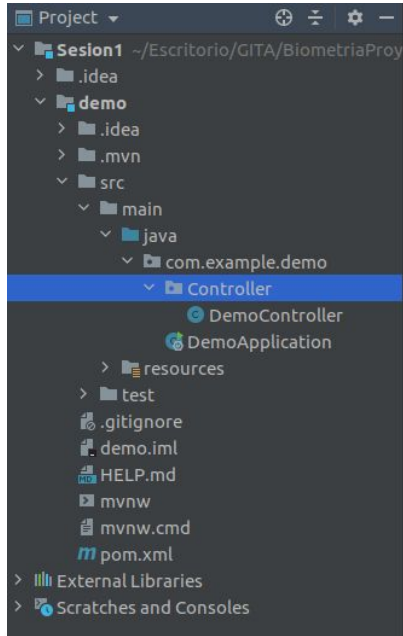 Project
Sesion1 ~/Escritorio/GITA/BiometriaProy
.idea
demo
.idea
.mvn
src
main
java
com.example.demo
Controller
DemoController
DemoApplication
resources
test
.gitignore
demo.iml
HELP.md
mvnw
mvnw.cmd
pom.xml
External Libraries
Scratches and Consoles